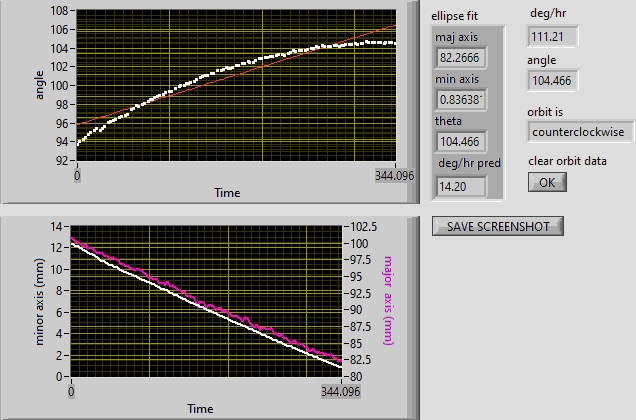 108
106
104
102
100
98
96
94
92
angle
0
344.096
Time
ellipse fit
maj axis
82.2666
min axis
0.83638
theta
104.466
deg/hr pred
14.20
deg/hr
111.21
angle
104.466
orbit is
counterclockwise
clear orbit data
OK
SAVE SCREENSHOT
14
12
10
8
6
4
2
0
minor axis (mm)
102.5
100
97.5
95
92.5
90
87.5
85
82.5
80
major axis (mm)
0
344.096
Time